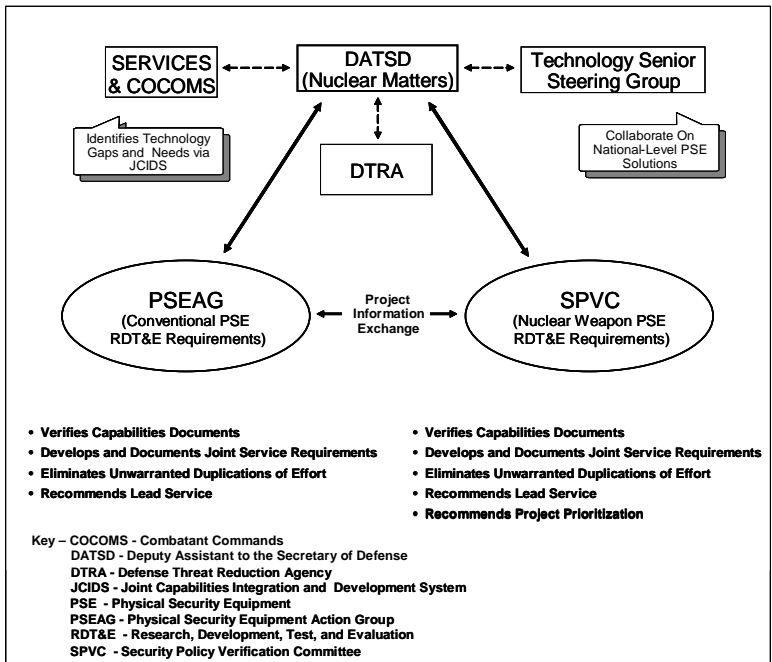 SERVICES
& COCOMS
DATSD
(Nuclear Matters)
Technology Senior
Steering Group
Identifies Technology
Gaps and Needs via
JCIDS
DTRA
Collaborate On
National-Level PSE
Solutions
PSEAG
(Conventional PSE
RDT&E Requirements)
Project
Information
Exchange
SPVC
(Nuclear Weapon PSE
RDT&E Requirements)
• Verifies Capabilities Documents
• Develops and Documents Joint Service Requirements
• Eliminates Unwarranted Duplications of Effort
• Recommends Lead Service
• Verifies Capabilities Documents
• Develops and Documents Joint Service Requirements
• Eliminates Unwarranted Duplications of Effort
• Recommends Lead Service
• Recommends Project Prioritization
Key – COCOMS - Combatant Commands
DATSD - Deputy Assistant to the Secretary of Defense
DTRA - Defense Threat Reduction Agency
JCIDS - Joint Capabilities Integration and Development System
PSE - Physical Security Equipment
PSEAG - Physical Security Equipment Action Group
RDT&E - Research, Development, Test, and Evaluation
SPVC - Security Policy Verification Committee